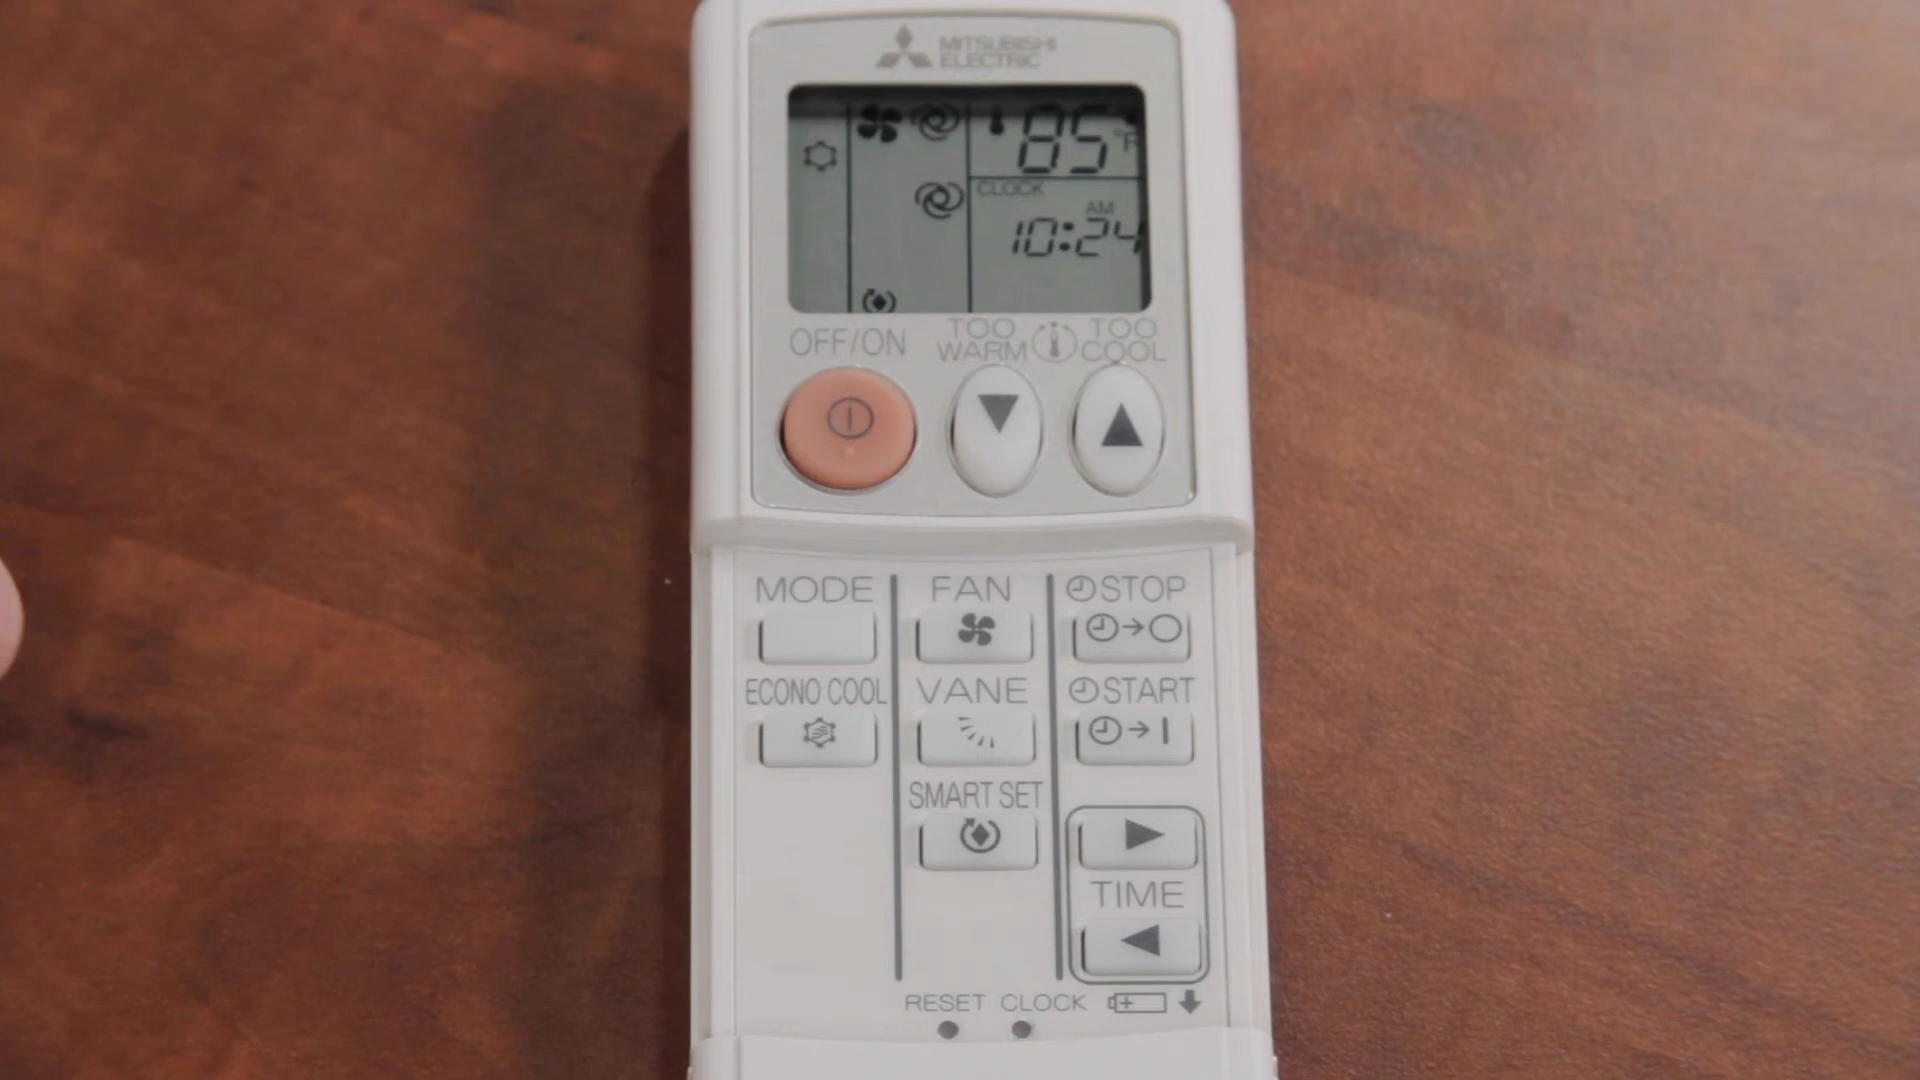 MITSUBISHI
ELECTRIC
85°F
CLOCK
AM
10:24
OFF/ON
TOO WARM
TOO COOL
MODE
FAN
STOP
ECONO COOL
VANE
START
SMART SET
TIME
RESET
CLOCK